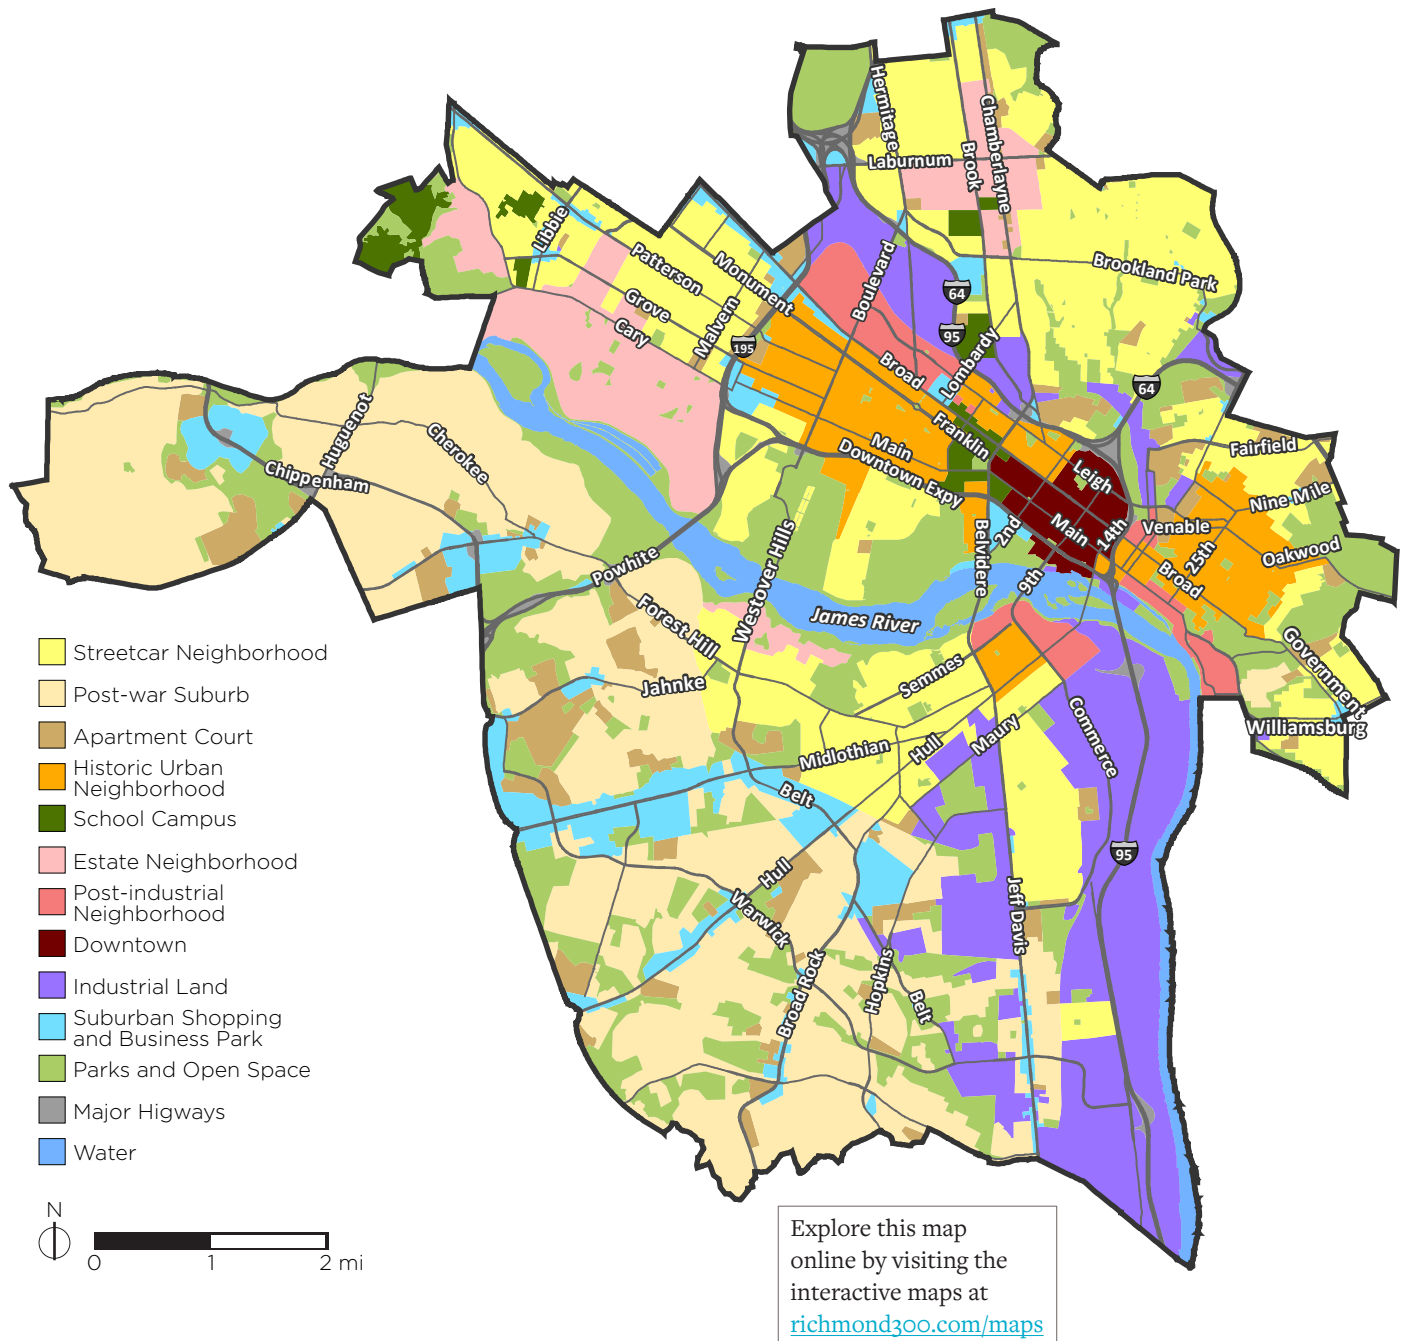 Hermitage
Chamberlayne
Brook
Laburnum
Libbie
Patterson
Monument
Boulevard
Brookland Park
Grove
Malvern
64
Cary
195
95
Lombardy
Broad
64
Huguenot
Cherokee
Franklin
Main
Fairfield
Chippenham
Downtown Expy
Leigh
Nine Mile
Belvidere
2nd
Main
14th
Venable
25th
Oakwood
Westover Hills
Powhite
9th
Broad
Forest Hill
James River
Government
Semmes
Jahnke
Williamsburg
Midlothian
Hull
Maury
Commerce
Belt
95
Hull
Warwick
Jeff Davis
Broad Rock
Hopkins
Belt
Streetcar Neighborhood
Post-war Suburb
Apartment Court
Historic Urban
Neighborhood
School Campus
Estate Neighborhood
Post-industrial
Neighborhood
Downtown
Industrial Land
Suburban Shopping
and Business Park
Parks and Open Space
Major Higways
Water
N
0 1 2 mi
Explore this map
online by visiting the
interactive maps at
richmond300.com/maps